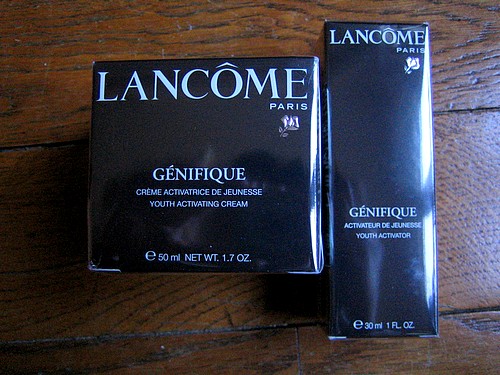 LANCÔME
PARIS
GÉNIFIQUE
CRÈME ACTIVATRICE DE JEUNESSE
YOUTH ACTIVATING CREAM
℮ 50 ml NET WT. 1.7 OZ.
LANCÔME
PARIS
GÉNIFIQUE
ACTIVATEUR DE JEUNESSE
YOUTH ACTIVATOR
℮ 30 ml 1 FL. OZ.